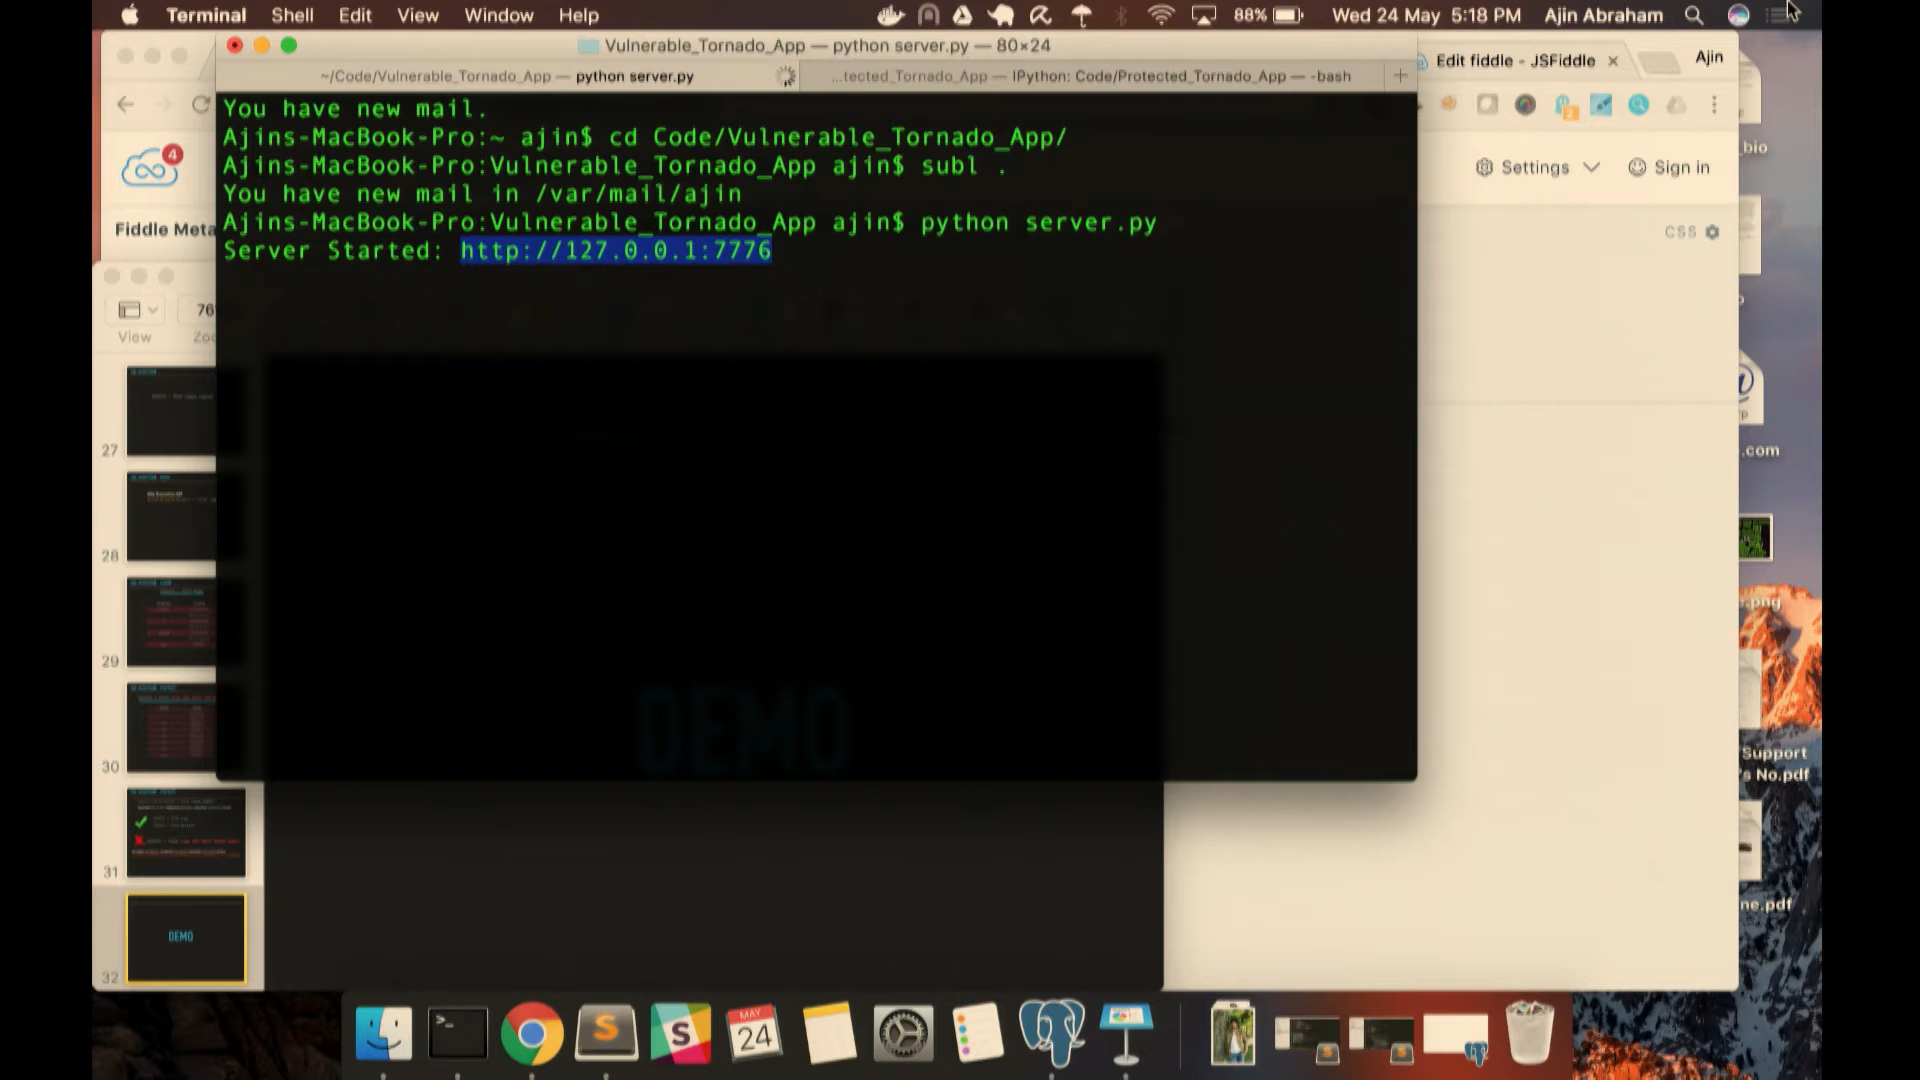 Terminal Shell Edit View Window Help
88%
Wed 24 May 5:18 PM
Ajin Abraham
Vulnerable_Tornado_App — python server.py — 80×24
~/Code/Vulnerable_Tornado_App — python server.py
...tected_Tornado_App — IPython: Code/Protected_Tornado_App — -bash
+
Edit fiddle - JSFiddle
Ajin
You have new mail.
Ajins-MacBook-Pro:~ ajin$ cd Code/Vulnerable_Tornado_App/
Ajins-MacBook-Pro:Vulnerable_Tornado_App ajin$ subl .
You have new mail in /var/mail/ajin
Ajins-MacBook-Pro:Vulnerable_Tornado_App ajin$ python server.py
Server Started: http://127.0.0.1:7776
4
Fiddle Meta
Settings
Sign in
CSS
View
27
28
29
30
31
32
DEMO
DEMO
.com
.png
Support
's No.pdf
ne.pdf
MAY
24